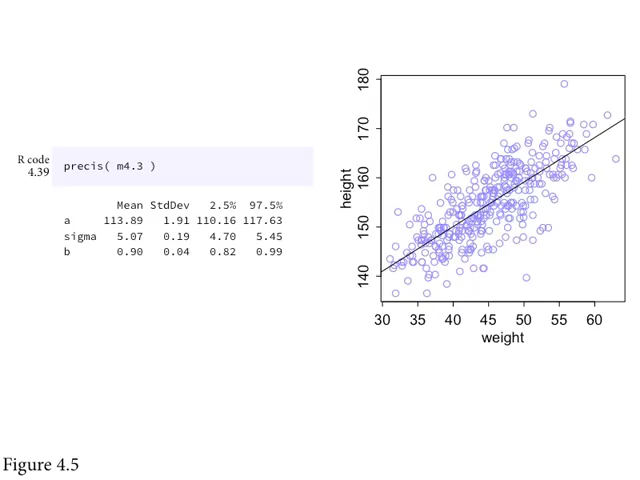 R code
4.39
precis( m4.3 )
Mean StdDev 2.5% 97.5%
a 113.89 1.91 110.16 117.63
sigma 5.07 0.19 4.70 5.45
b 0.90 0.04 0.82 0.99
height
140 150 160 170 180
30 35 40 45 50 55 60
weight
Figure 4.5